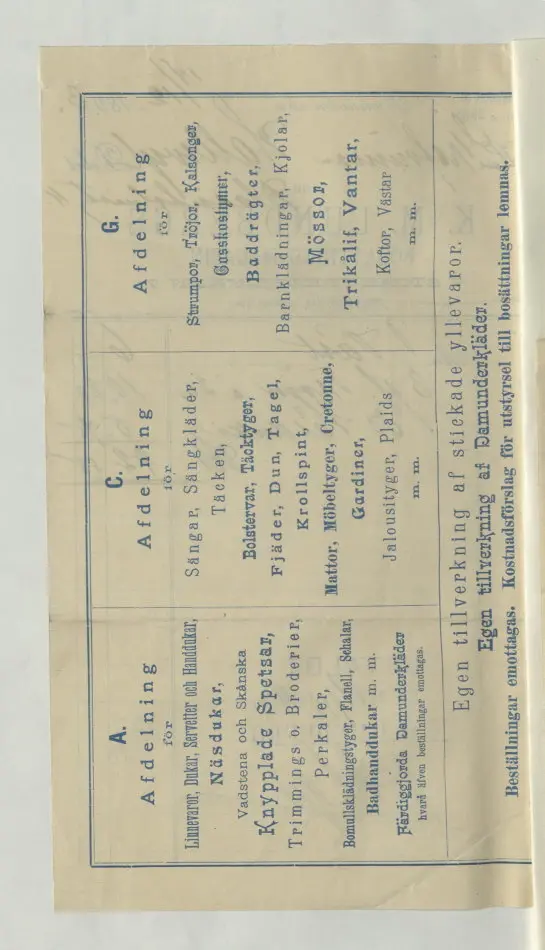 A.
Afdelning
för
Linnevaror, Dukar, Servetter och Handdukar,
Näsdukar,
Vadstena och Skånska
Knypplade Spetsar,
Trimmings o. Broderier,
Perkaler,
Bomullsklädningstyger, Flanell, Schalar,
Badhanddukar m. m.
Färdiggjorda Damunderkläder
hvarå äfven beställningar emottagas.
C.
Afdelning
för
Sängar, Sängkläder,
Täcken,
Bolstervar, Täcktyger,
Fjäder, Dun, Tagel,
Krollspint,
Mattor, Möbeltyger, Cretonne,
Gardiner,
Jalousityger, Plaids
m. m.
G.
Afdelning
för
Strumpor, Tröjor, Kalsonger,
Gosskostymer,
Baddrägter,
Barnklädningar, Kjolar,
Mössor,
Trikålif, Vantar,
Koftor, Västar
m. m.
Egen tillverkning af stickade yllevaror.
Egen tillverkning af Damunderkläder.
Beställningar emottagas. Kostnadsförslag för utstyrsel till bosättningar lemnas.